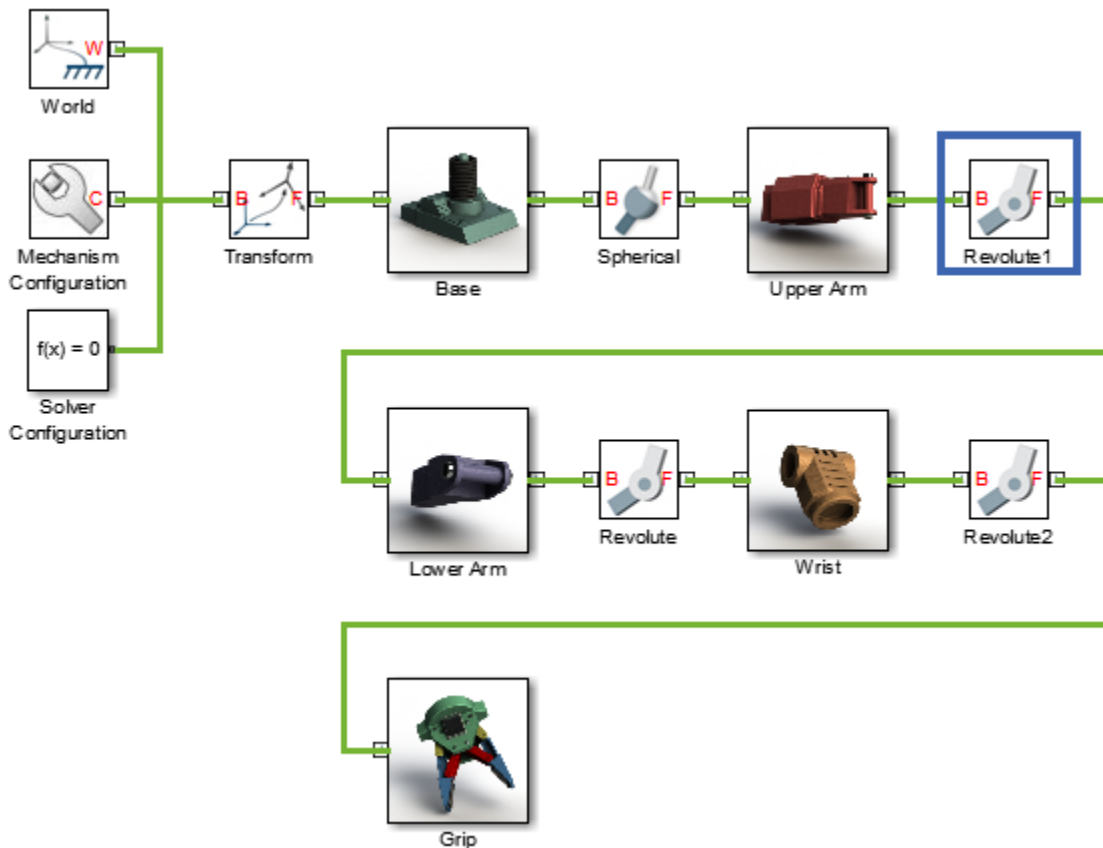 W
World
C
Mechanism
Configuration
f(x) = 0
Solver
Configuration
B F
Transform
Base
B F
Spherical
Upper Arm
B F
Revolute1
Lower Arm
B F
Revolute
Wrist
B F
Revolute2
Grip